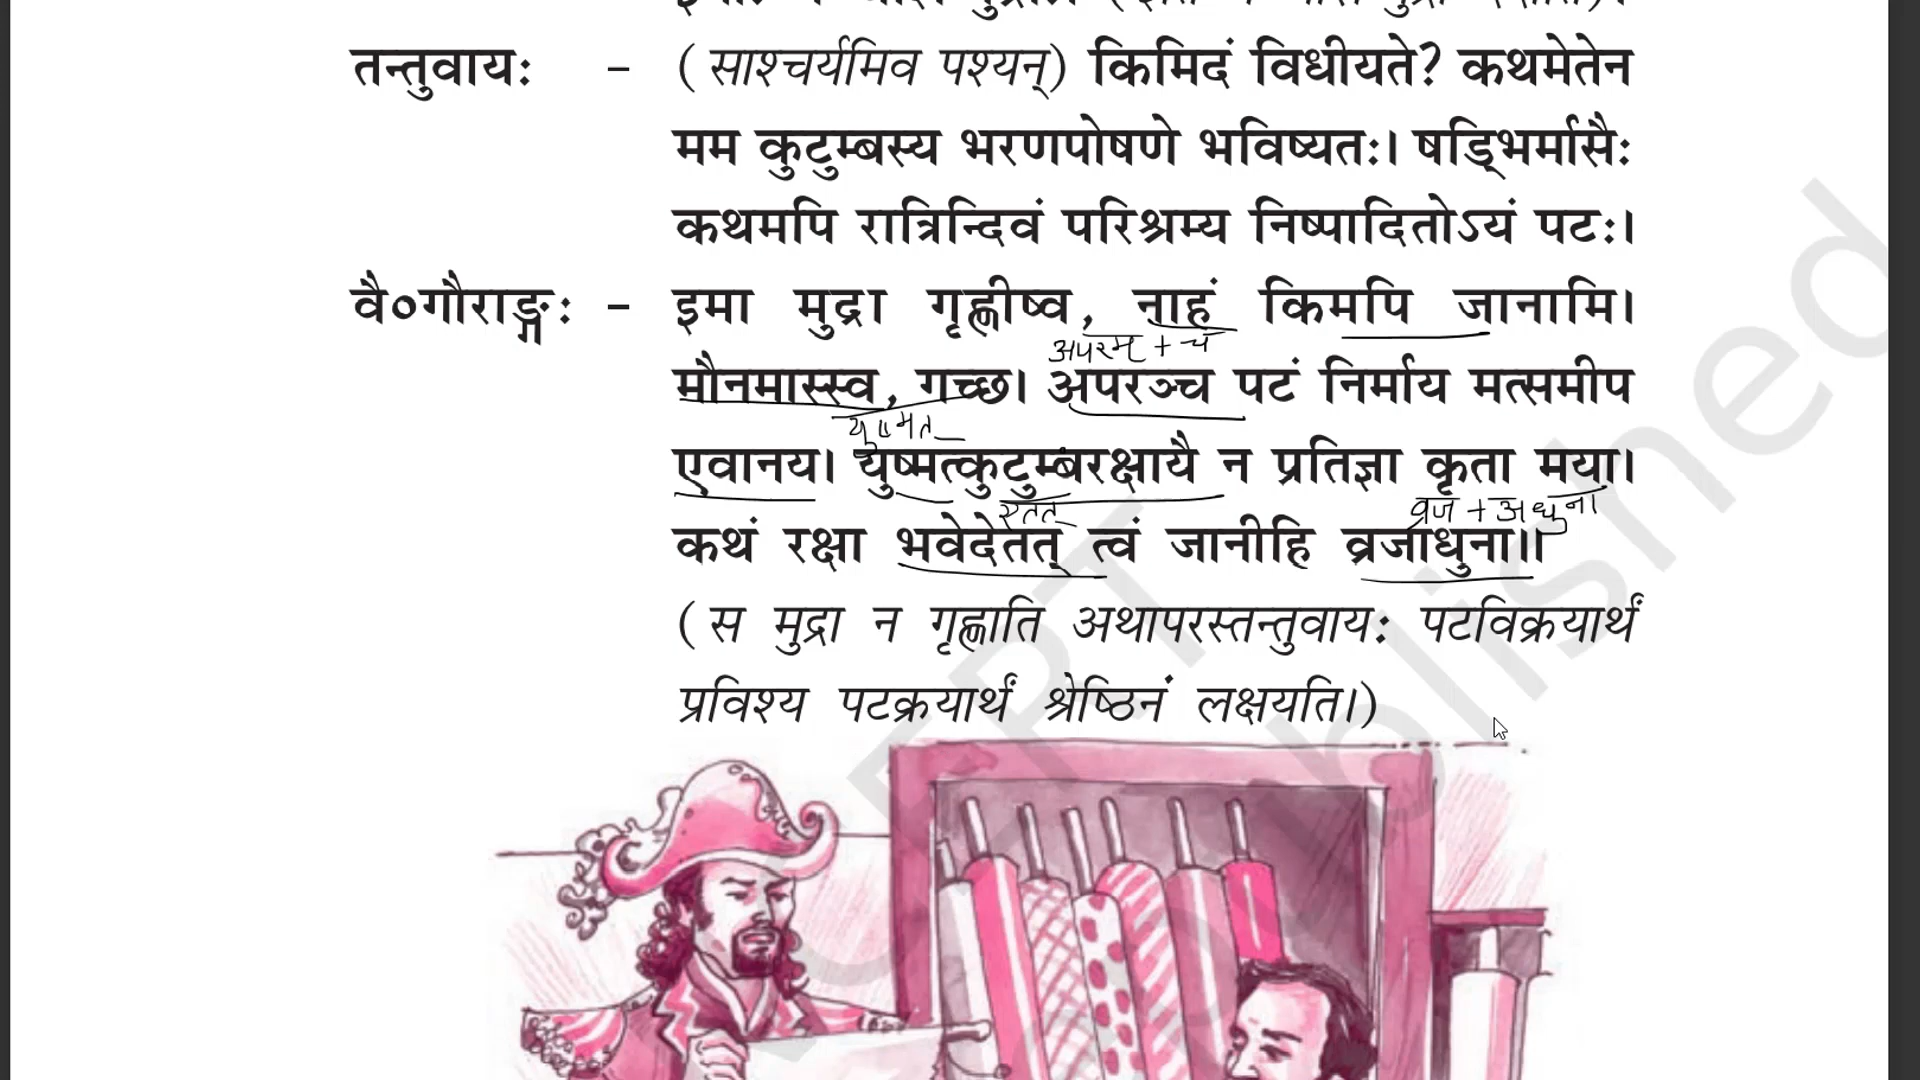 तन्तुवायः – (साश्चर्यमिव पश्यन्) किमिदं विधीयते? कथमेतेन
मम कुटुम्बस्य भरणपोषणे भविष्यतः। षड्भिर्मासैः
कथमपि रात्रिन्दिवं परिश्रम्य निष्पादितोऽयं पटः।
वै०गौराङ्गः – इमा मुद्रा गृह्णीष्व, नाहं किमपि जानामि।
अपरम् + च
मौनमास्स्व, गच्छ। अपरञ्च पटं निर्माय मत्समीप
एवानय। युष्मत्कुटुम्बरक्षायै न प्रतिज्ञा कृता मया।
एतत् व्रज + अधुना
कथं रक्षा भवेदेतत् त्वं जानीहि व्रजाधुना॥
(स मुद्रा न गृह्णाति अथापरस्तन्तुवायः पटविक्रयार्थं
प्रविश्य पटक्रयार्थं श्रेष्ठिनं लक्षयति।)